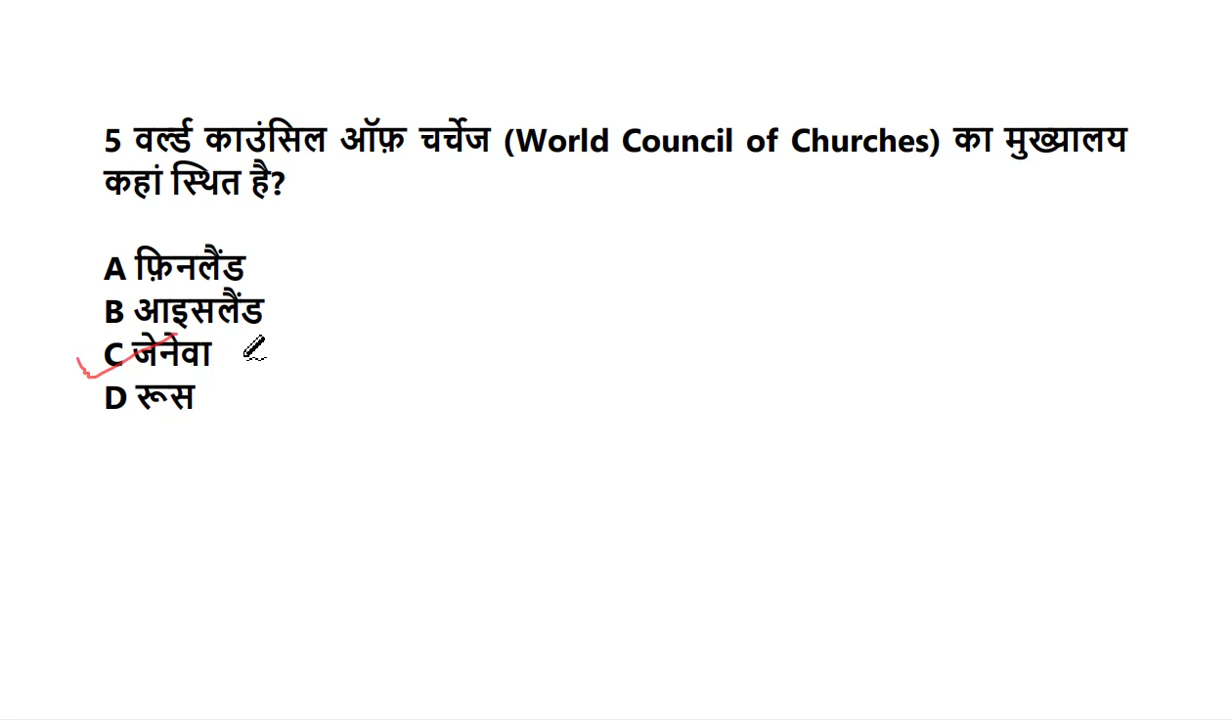 5 वर्ल्ड काउंसिल ऑफ़ चर्चेज (World Council of Churches) का मुख्यालय
कहां स्थित है?
A फ़िनलैंड
B आइसलैंड
C जेनेवा
D रूस